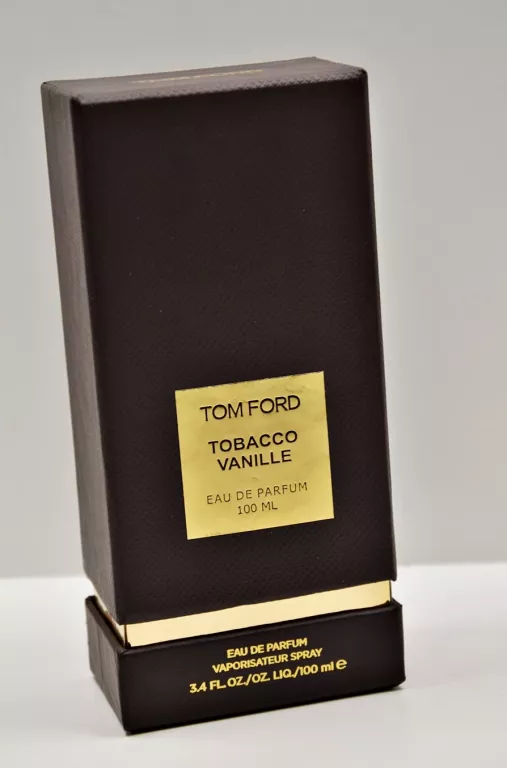 TOM FORD
TOBACCO
VANILLE
EAU DE PARFUM
100 ML
EAU DE PARFUM
VAPORISATEUR SPRAY
3.4 FL.OZ./OZ. LIQ./100 ml ℮